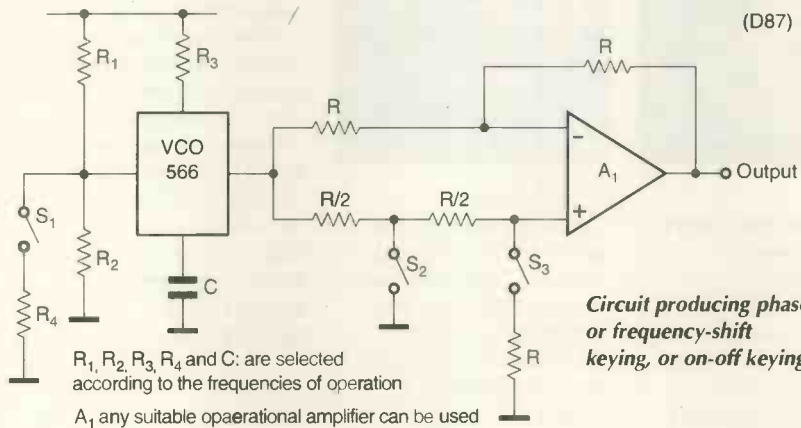 (D87)
R₁
R₃
R
R
VCO
566
−
A₁
+
Output
R/2
R/2
S₁
R₂
S₂
S₃
C
R₄
R
Circuit producing phase
or frequency-shift
keying, or on-off keying
R₁, R₂, R₃, R₄ and C: are selected
according to the frequencies of operation
A₁ any suitable opaerational amplifier can be used